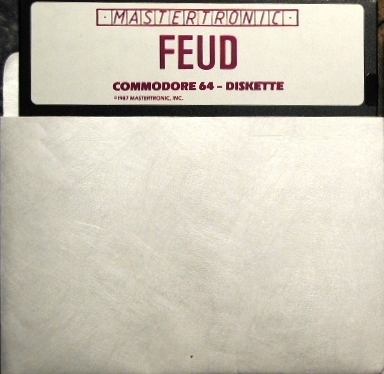 ·MASTERTRONIC·
FEUD
COMMODORE 64 - DISKETTE
©1987 MASTERTRONIC, INC.